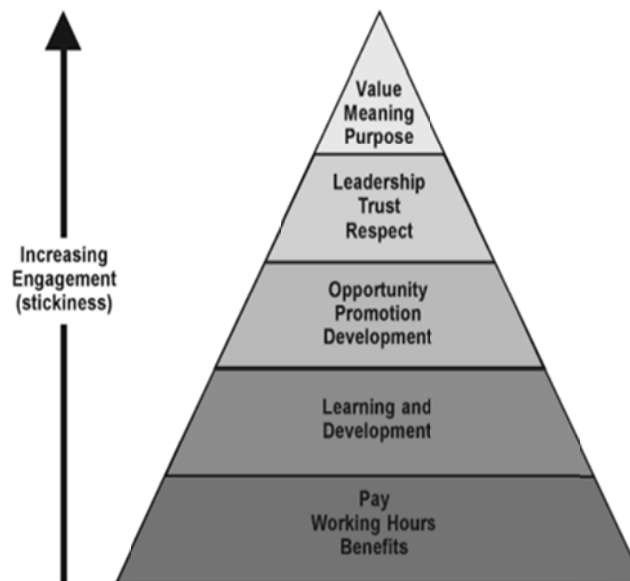 Value
Meaning
Purpose
Leadership
Trust
Respect
Increasing
Engagement
(stickiness)
Opportunity
Promotion
Development
Learning and
Development
Pay
Working Hours
Benefits